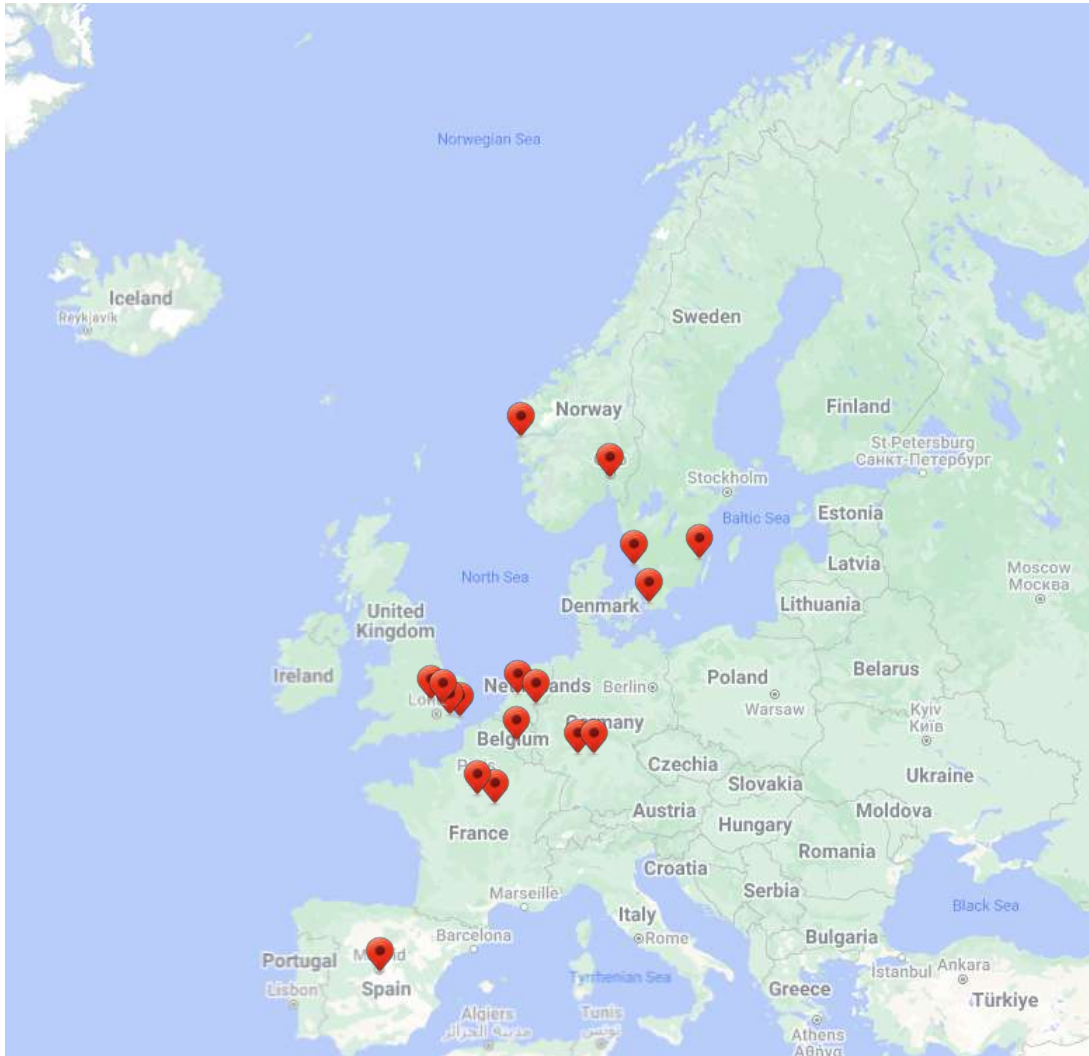 Norwegian Sea
Iceland
Reykjavík
Sweden
Norway
Finland
St Petersburg
Санкт-Петербург
Stockholm
Baltic Sea
Estonia
Latvia
Moscow
Москва
North Sea
Denmark
Lithuania
United
Kingdom
Ireland
Belarus
Poland
Berlin
Warsaw
Kyiv
Київ
Belgium
Czechia
Slovakia
Ukraine
Austria
Hungary
Moldova
France
Romania
Croatia
Serbia
Marseille
Italy
Rome
Black Sea
Barcelona
Bulgaria
Portugal
Spain
Lisbon
Tyrrhenian Sea
Istanbul
Ankara
Greece
Türkiye
Algiers
مدينة الجزائر
Tunis
تونس
Athens
Αθήνα